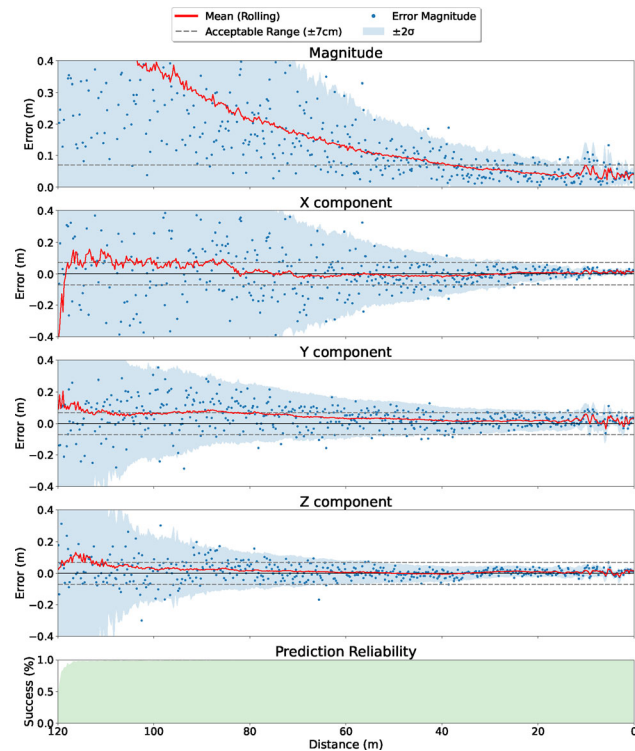 Mean (Rolling)
Error Magnitude
Acceptable Range (±7cm)
±2σ
Magnitude
0.4
0.3
0.2
0.1
0.0
Error (m)
X component
0.4
0.2
0.0
−0.2
−0.4
Error (m)
Y component
0.4
0.2
0.0
−0.2
−0.4
Error (m)
Z component
0.4
0.2
0.0
−0.2
−0.4
Error (m)
Prediction Reliability
1.0
0.5
0.0
Success (%)
120 100 80 60 40 20 0
Distance (m)